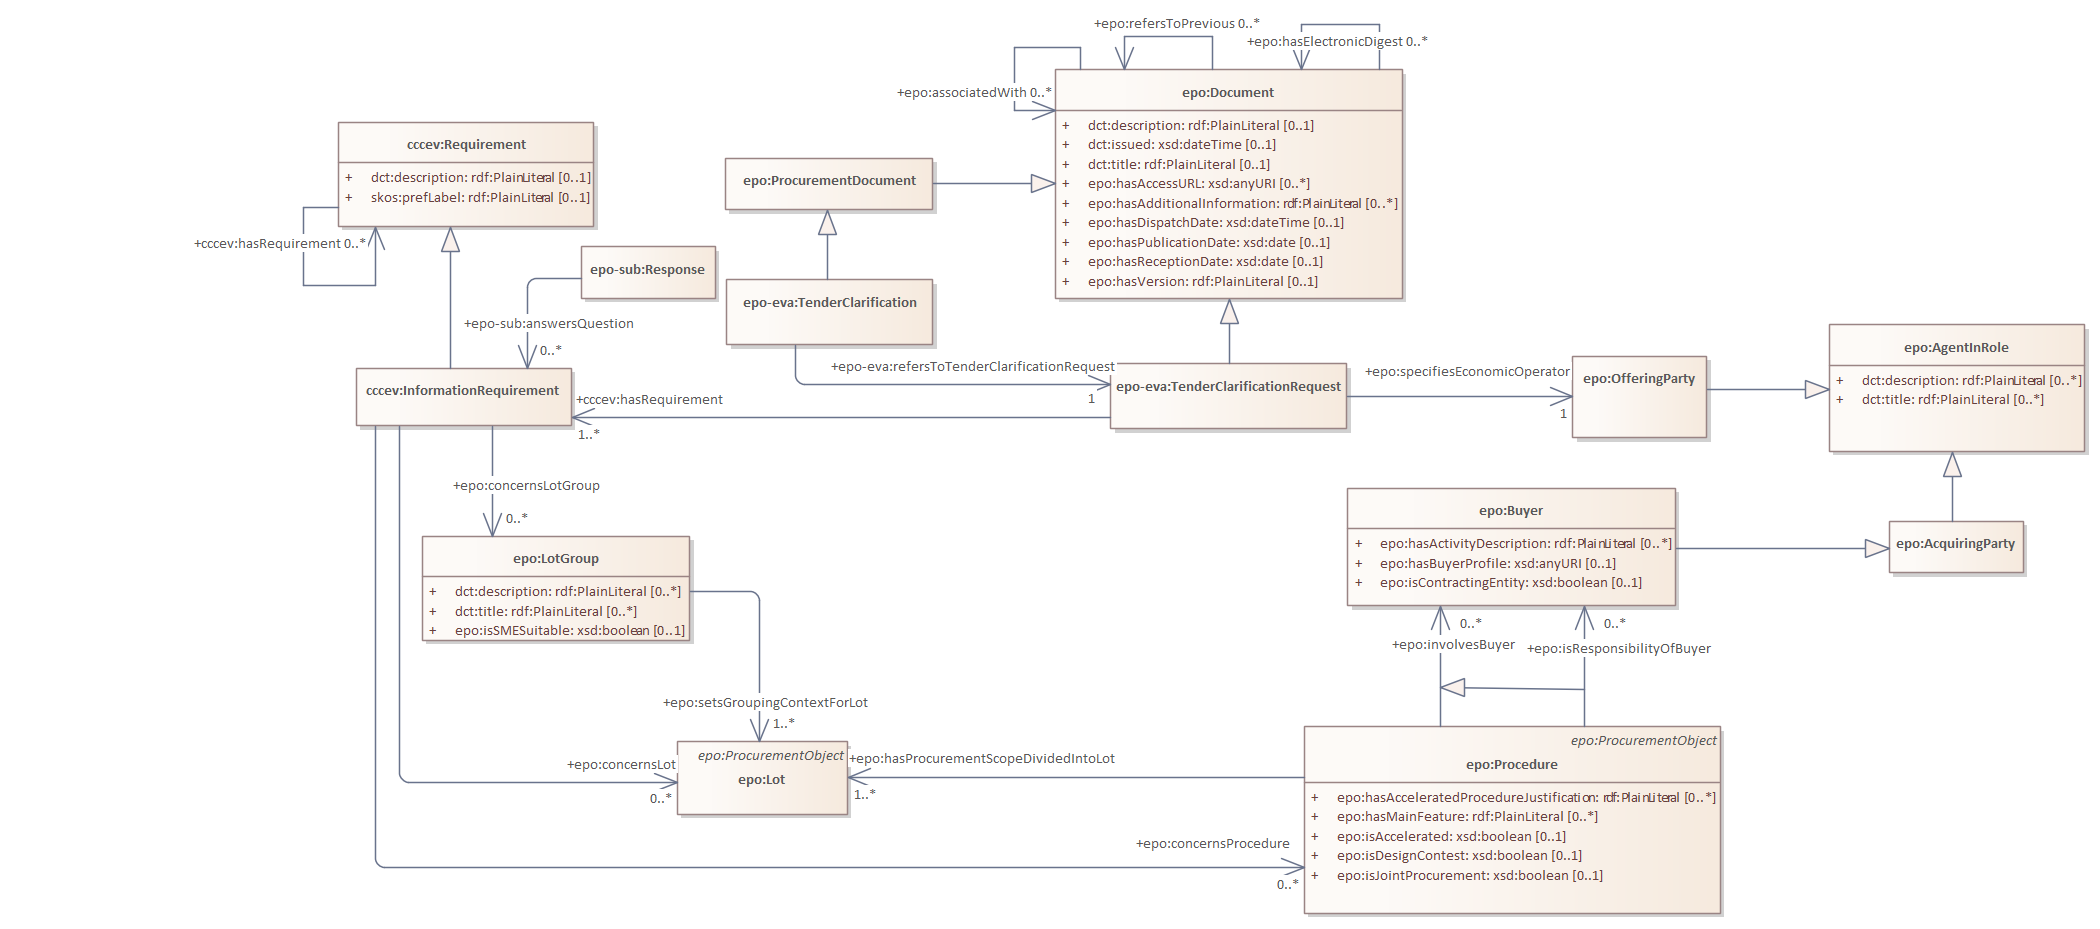 +epo:refersToPrevious 0..*
+epo:hasElectronicDigest 0..*
+epo:associatedWith 0..*
epo:Document
+ dct:description: rdf:PlainLiteral [0..1]
+ dct:issued: xsd:dateTime [0..1]
+ dct:title: rdf:PlainLiteral [0..1]
+ epo:hasAccessURL: xsd:anyURI [0..*]
+ epo:hasAdditionalInformation: rdf:PlainLiteral [0..*]
+ epo:hasDispatchDate: xsd:dateTime [0..1]
+ epo:hasPublicationDate: xsd:date [0..1]
+ epo:hasReceptionDate: xsd:date [0..1]
+ epo:hasVersion: rdf:PlainLiteral [0..1]
cccev:Requirement
+ dct:description: rdf:PlainLiteral [0..1]
+ skos:prefLabel: rdf:PlainLiteral [0..1]
+cccev:hasRequirement 0..*
epo:ProcurementDocument
epo-sub:Response
epo-eva:TenderClarification
+epo-sub:answersQuestion
0..*
cccev:InformationRequirement
+epo-eva:refersToTenderClarificationRequest
1
epo-eva:TenderClarificationRequest
+cccev:hasRequirement
1..*
+epo:specifiesEconomicOperator
1
epo:OfferingParty
epo:AgentInRole
+ dct:description: rdf:PlainLiteral [0..*]
+ dct:title: rdf:PlainLiteral [0..*]
+epo:concernsLotGroup
0..*
epo:LotGroup
+ dct:description: rdf:PlainLiteral [0..*]
+ dct:title: rdf:PlainLiteral [0..*]
+ epo:isSMESuitable: xsd:boolean [0..1]
epo:Buyer
+ epo:hasActivityDescription: rdf:PlainLiteral [0..*]
+ epo:hasBuyerProfile: xsd:anyURI [0..1]
+ epo:isContractingEntity: xsd:boolean [0..1]
epo:AcquiringParty
0..*
+epo:involvesBuyer
0..*
+epo:isResponsibilityOfBuyer
+epo:setsGroupingContextForLot
1..*
epo:ProcurementObject
epo:Lot
+epo:concernsLot
0..*
+epo:hasProcurementScopeDividedIntoLot
1..*
+epo:concernsProcedure
0..*
epo:ProcurementObject
epo:Procedure
+ epo:hasAcceleratedProcedureJustification: rdf:PlainLiteral [0..*]
+ epo:hasMainFeature: rdf:PlainLiteral [0..*]
+ epo:isAccelerated: xsd:boolean [0..1]
+ epo:isDesignContest: xsd:boolean [0..1]
+ epo:isJointProcurement: xsd:boolean [0..1]